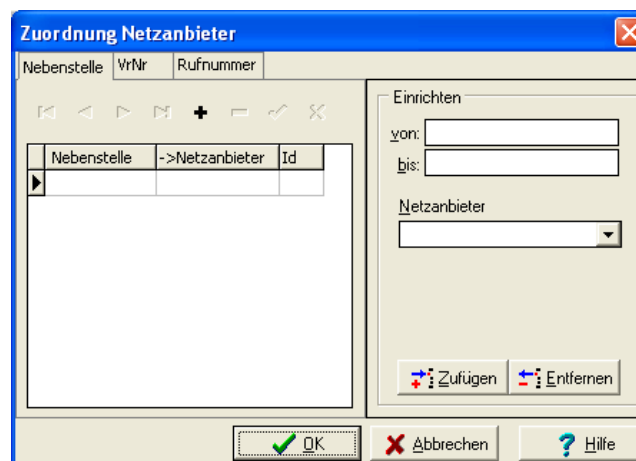 Zuordnung Netzanbieter
Nebenstelle VrNr Rufnummer
Nebenstelle ->Netzanbieter Id
Einrichten
von:
bis:
Netzanbieter
Zufügen Entfernen
OK Abbrechen Hilfe